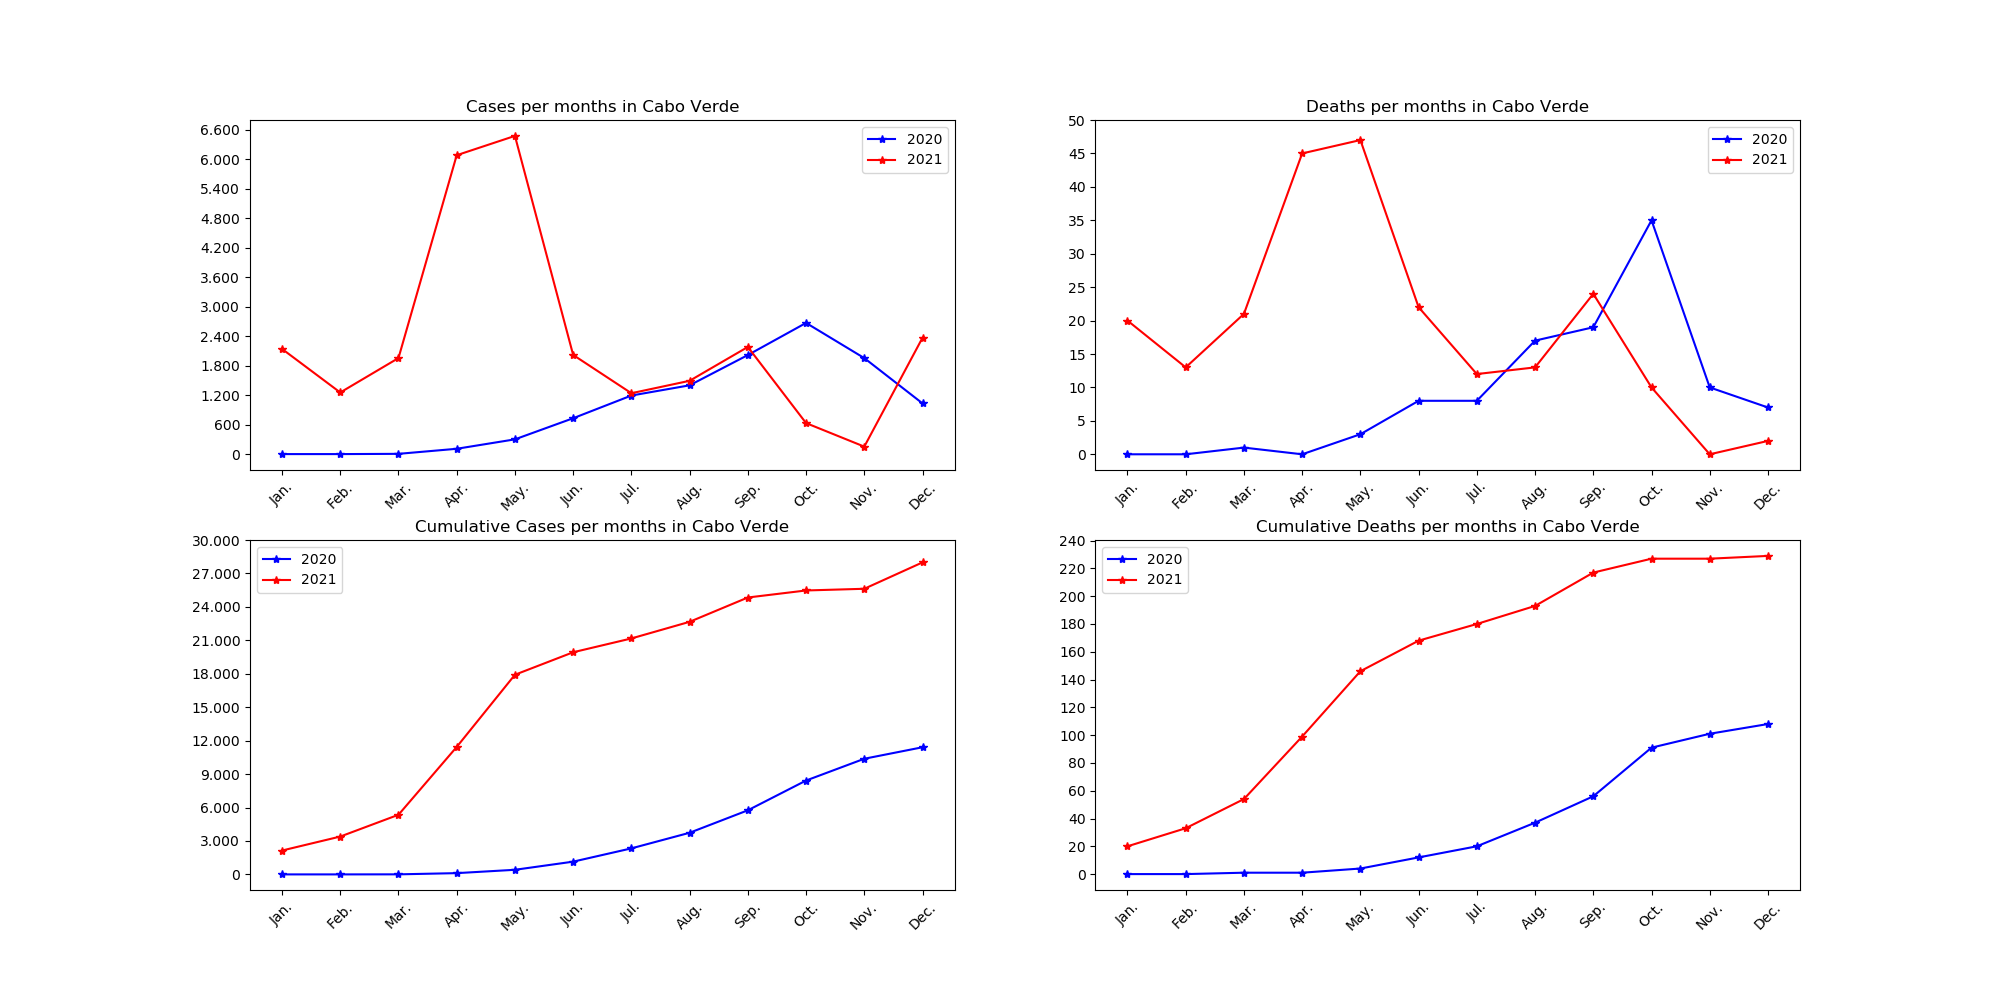 Cases per months in Cabo Verde
6.600
6.000
5.400
4.800
4.200
3.600
3.000
2.400
1.800
1.200
600
0
2020
2021
Jan.
Feb.
Mar.
Apr.
May.
Jun.
Jul.
Aug.
Sep.
Oct.
Nov.
Dec.
Deaths per months in Cabo Verde
50
45
40
35
30
25
20
15
10
5
0
2020
2021
Jan.
Feb.
Mar.
Apr.
May.
Jun.
Jul.
Aug.
Sep.
Oct.
Nov.
Dec.
Cumulative Cases per months in Cabo Verde
30.000
27.000
24.000
21.000
18.000
15.000
12.000
9.000
6.000
3.000
0
2020
2021
Jan.
Feb.
Mar.
Apr.
May.
Jun.
Jul.
Aug.
Sep.
Oct.
Nov.
Dec.
Cumulative Deaths per months in Cabo Verde
240
220
200
180
160
140
120
100
80
60
40
20
0
2020
2021
Jan.
Feb.
Mar.
Apr.
May.
Jun.
Jul.
Aug.
Sep.
Oct.
Nov.
Dec.